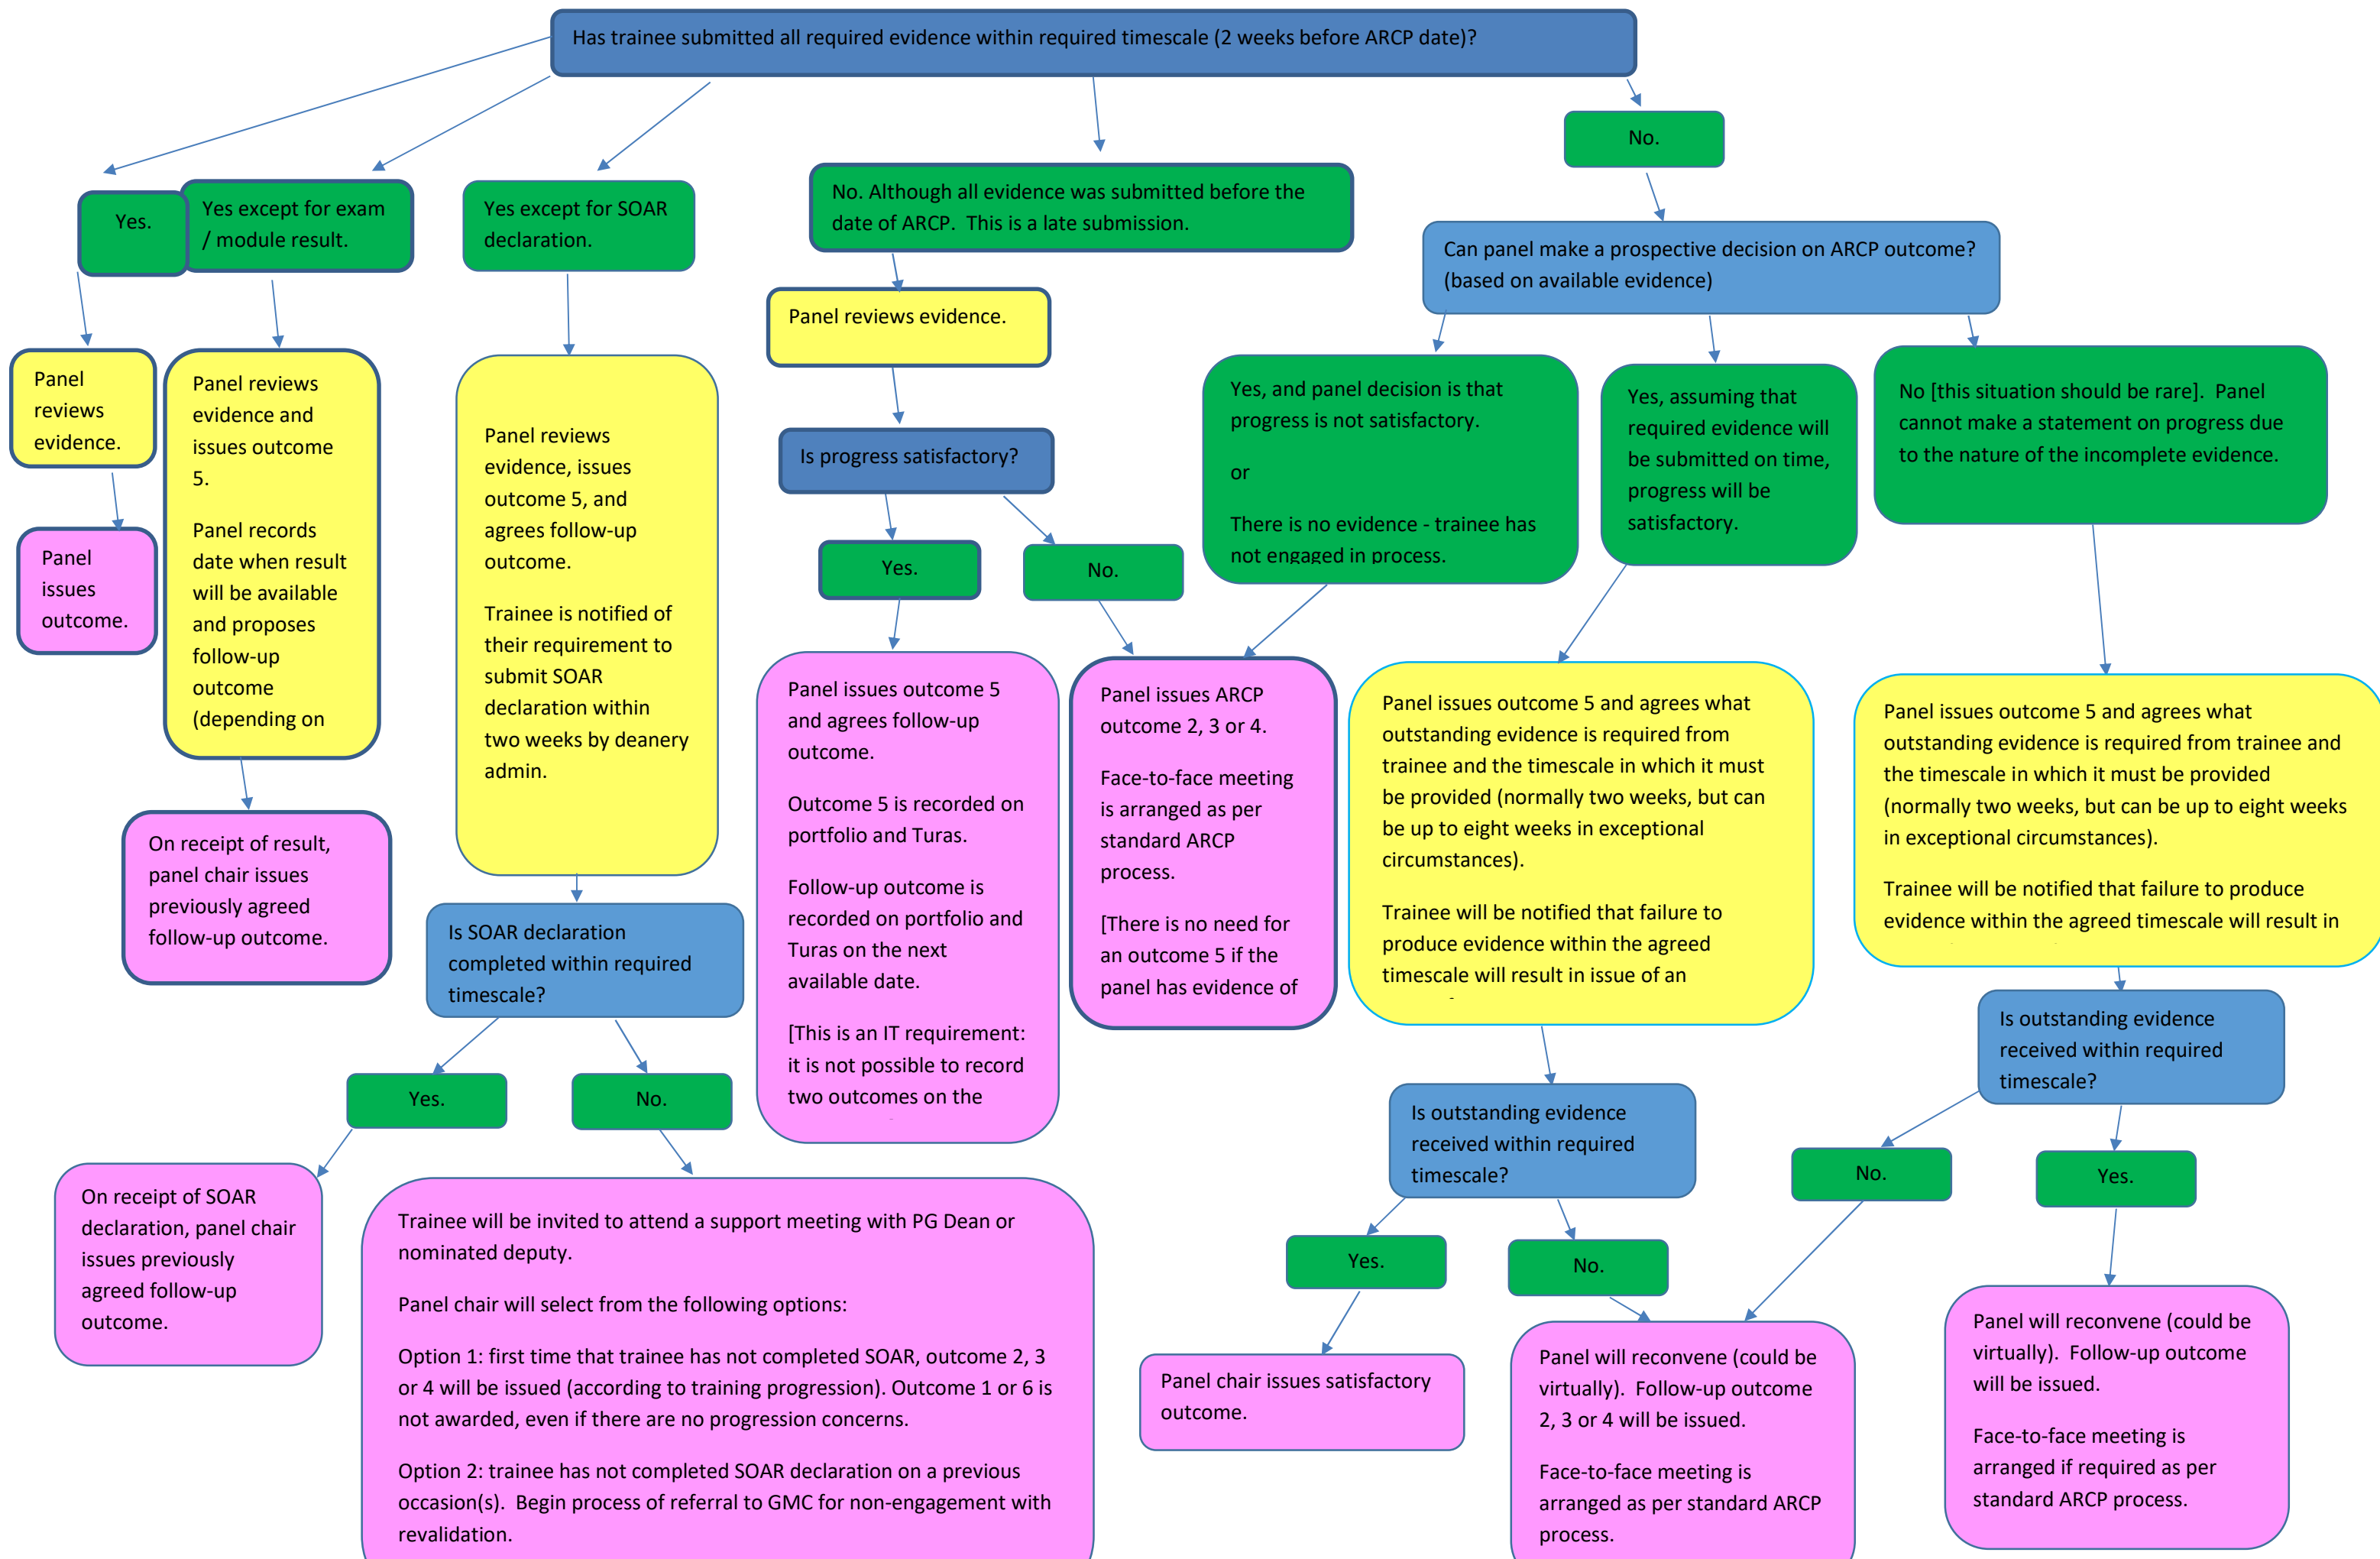 Has trainee submitted all required evidence within required timescale (2 weeks before ARCP date)?
No.
Yes.
Yes except for exam
/ module result.
Yes except for SOAR
declaration.
No. Although all evidence was submitted before the
date of ARCP.  This is a late submission.
Can panel make a prospective decision on ARCP outcome?
(based on available evidence)
Panel reviews evidence.
Panel
reviews
evidence.
Panel reviews
evidence and
issues outcome
5.
Panel records
date when result
will be available
and proposes
follow-up
outcome
(depending on
Panel reviews
evidence, issues
outcome 5, and
agrees follow-up
outcome.
Trainee is notified of
their requirement to
submit SOAR
declaration within
two weeks by deanery
admin.
Is progress satisfactory?
Yes, and panel decision is that
progress is not satisfactory.
or
There is no evidence - trainee has
not engaged in process.
Yes, assuming that
required evidence will
be submitted on time,
progress will be
satisfactory.
No [this situation should be rare].  Panel
cannot make a statement on progress due
to the nature of the incomplete evidence.
Panel
issues
outcome.
Yes.
No.
Panel issues outcome 5
and agrees follow-up
outcome.
Outcome 5 is recorded on
portfolio and Turas.
Follow-up outcome is
recorded on portfolio and
Turas on the next
available date.
[This is an IT requirement:
it is not possible to record
two outcomes on the
Panel issues ARCP
outcome 2, 3 or 4.
Face-to-face meeting
is arranged as per
standard ARCP
process.
[There is no need for
an outcome 5 if the
panel has evidence of
Panel issues outcome 5 and agrees what
outstanding evidence is required from
trainee and the timescale in which it must
be provided (normally two weeks, but can
be up to eight weeks in exceptional
circumstances).
Trainee will be notified that failure to
produce evidence within the agreed
timescale will result in issue of an
Panel issues outcome 5 and agrees what
outstanding evidence is required from trainee and
the timescale in which it must be provided
(normally two weeks, but can be up to eight weeks
in exceptional circumstances).
Trainee will be notified that failure to produce
evidence within the agreed timescale will result in
On receipt of result,
panel chair issues
previously agreed
follow-up outcome.
Is SOAR declaration
completed within required
timescale?
Is outstanding evidence
received within required
timescale?
Yes.
No.
Is outstanding evidence
received within required
timescale?
No.
Yes.
On receipt of SOAR
declaration, panel chair
issues previously
agreed follow-up
outcome.
Trainee will be invited to attend a support meeting with PG Dean or
nominated deputy.
Panel chair will select from the following options:
Option 1: first time that trainee has not completed SOAR, outcome 2, 3
or 4 will be issued (according to training progression). Outcome 1 or 6 is
not awarded, even if there are no progression concerns.
Option 2: trainee has not completed SOAR declaration on a previous
occasion(s).  Begin process of referral to GMC for non-engagement with
revalidation.
Yes.
No.
Panel chair issues satisfactory
outcome.
Panel will reconvene (could be
virtually).  Follow-up outcome
2, 3 or 4 will be issued.
Face-to-face meeting is
arranged as per standard ARCP
process.
Panel will reconvene (could be
virtually).  Follow-up outcome
will be issued.
Face-to-face meeting is
arranged if required as per
standard ARCP process.